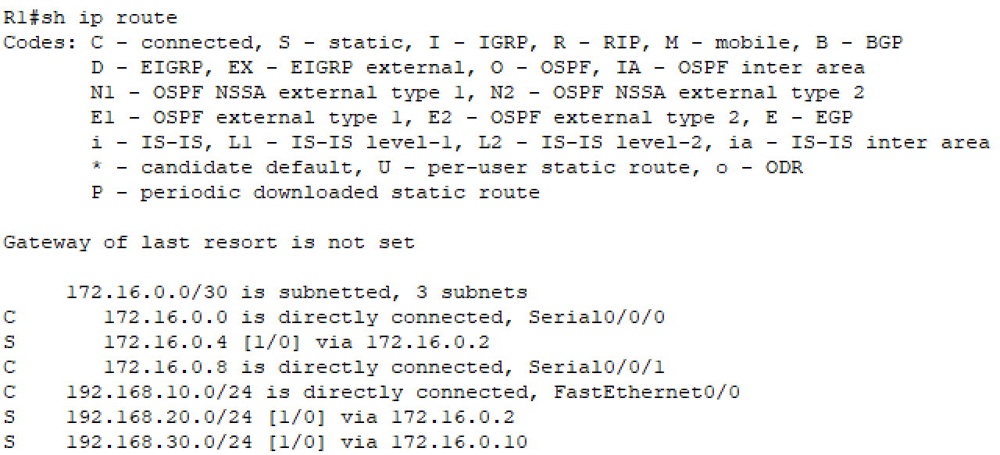 R1#sh ip route
Codes: C - connected, S - static, I - IGRP, R - RIP, M - mobile, B - BGP
       D - EIGRP, EX - EIGRP external, O - OSPF, IA - OSPF inter area
       N1 - OSPF NSSA external type 1, N2 - OSPF NSSA external type 2
       E1 - OSPF external type 1, E2 - OSPF external type 2, E - EGP
       i - IS-IS, L1 - IS-IS level-1, L2 - IS-IS level-2, ia - IS-IS inter area
       * - candidate default, U - per-user static route, o - ODR
       P - periodic downloaded static route

Gateway of last resort is not set

     172.16.0.0/30 is subnetted, 3 subnets
C       172.16.0.0 is directly connected, Serial0/0/0
S       172.16.0.4 [1/0] via 172.16.0.2
C       172.16.0.8 is directly connected, Serial0/0/1
C    192.168.10.0/24 is directly connected, FastEthernet0/0
S    192.168.20.0/24 [1/0] via 172.16.0.2
S    192.168.30.0/24 [1/0] via 172.16.0.10